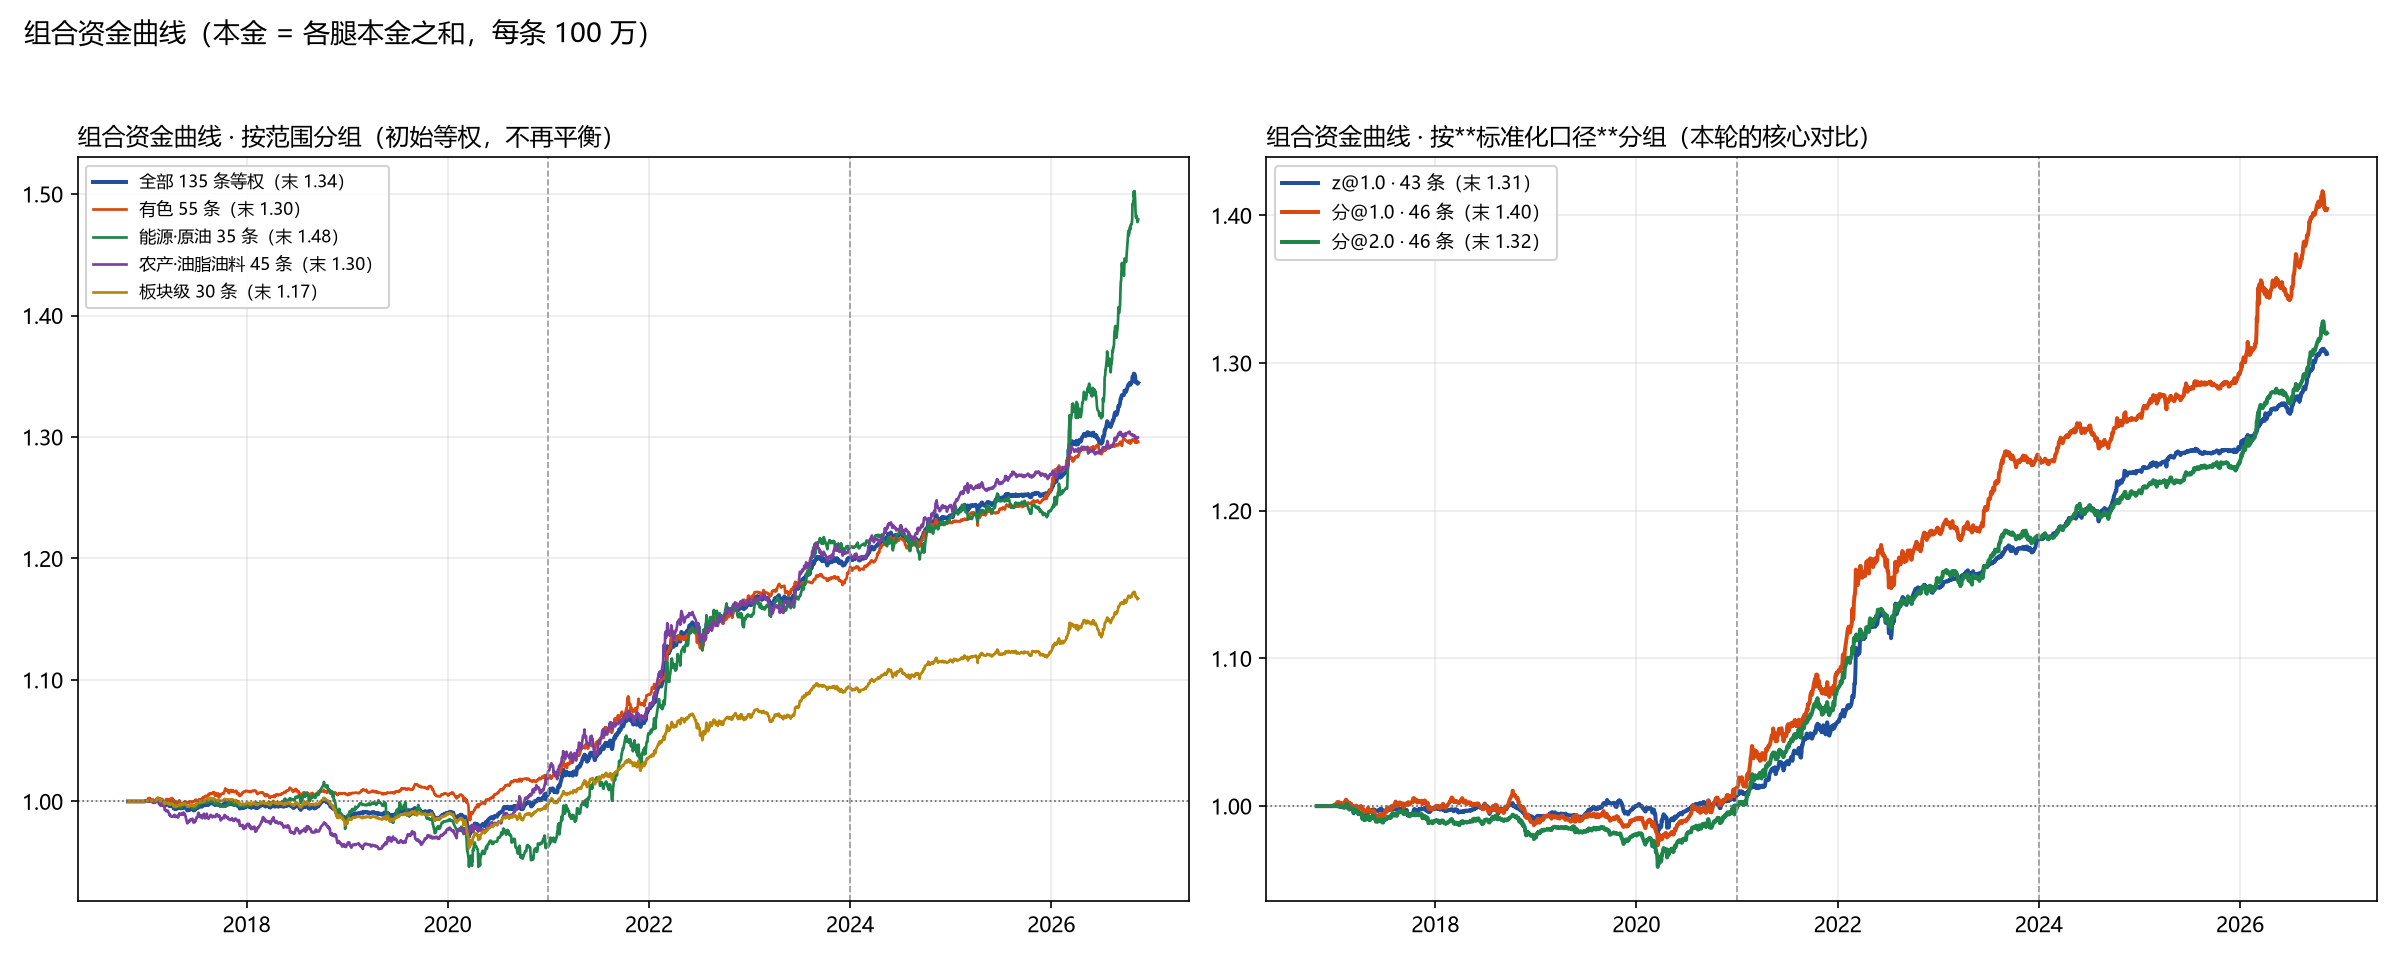 组合资金曲线（本金 = 各腿本金之和，每条 100 万）
组合资金曲线 · 按范围分组（初始等权，不再平衡）
全部 135 条等权（末 1.34）
有色 55 条（末 1.30）
能源·原油 35 条（末 1.48）
农产·油脂油料 45 条（末 1.30）
板块级 30 条（末 1.17）
1.50
1.40
1.30
1.20
1.10
1.00
2018
2020
2022
2024
2026
组合资金曲线 · 按**标准化口径**分组（本轮的核心对比）
z@1.0 · 43 条（末 1.31）
分@1.0 · 46 条（末 1.40）
分@2.0 · 46 条（末 1.32）
1.40
1.30
1.20
1.10
1.00
2018
2020
2022
2024
2026